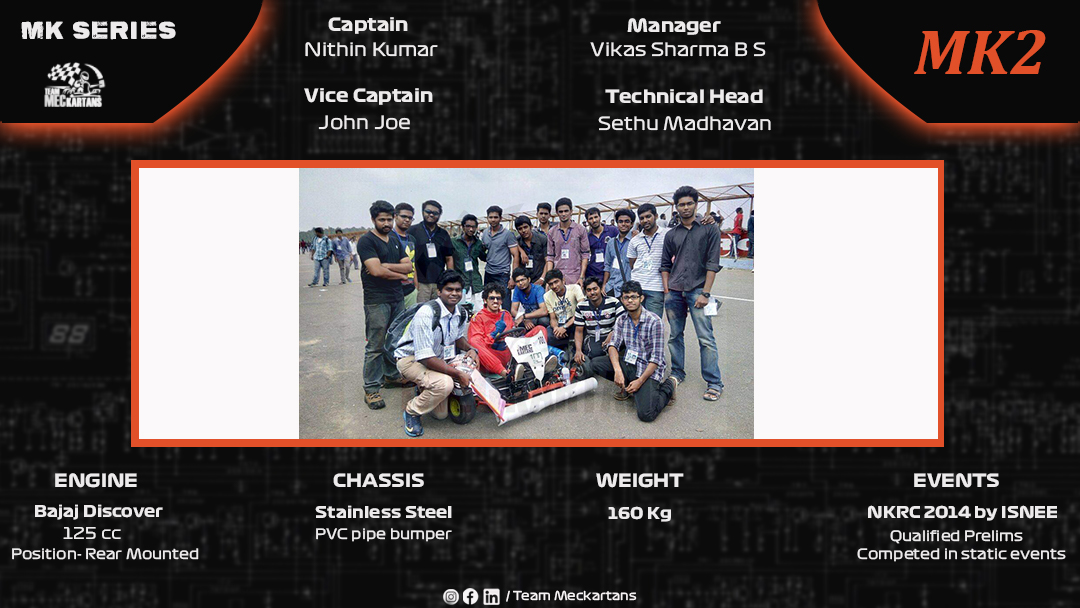 MK SERIES
TEAM
MECKARTANS
Captain
Nithin Kumar
Manager
Vikas Sharma B S
Vice Captain
John Joe
Technical Head
Sethu Madhavan
MK2
88
ENGINE
Bajaj Discover
125 cc
Position- Rear Mounted
CHASSIS
Stainless Steel
PVC pipe bumper
WEIGHT
160 Kg
EVENTS
NKRC 2014 by ISNEE
Qualified Prelims
Competed in static events
/ Team Meckartans